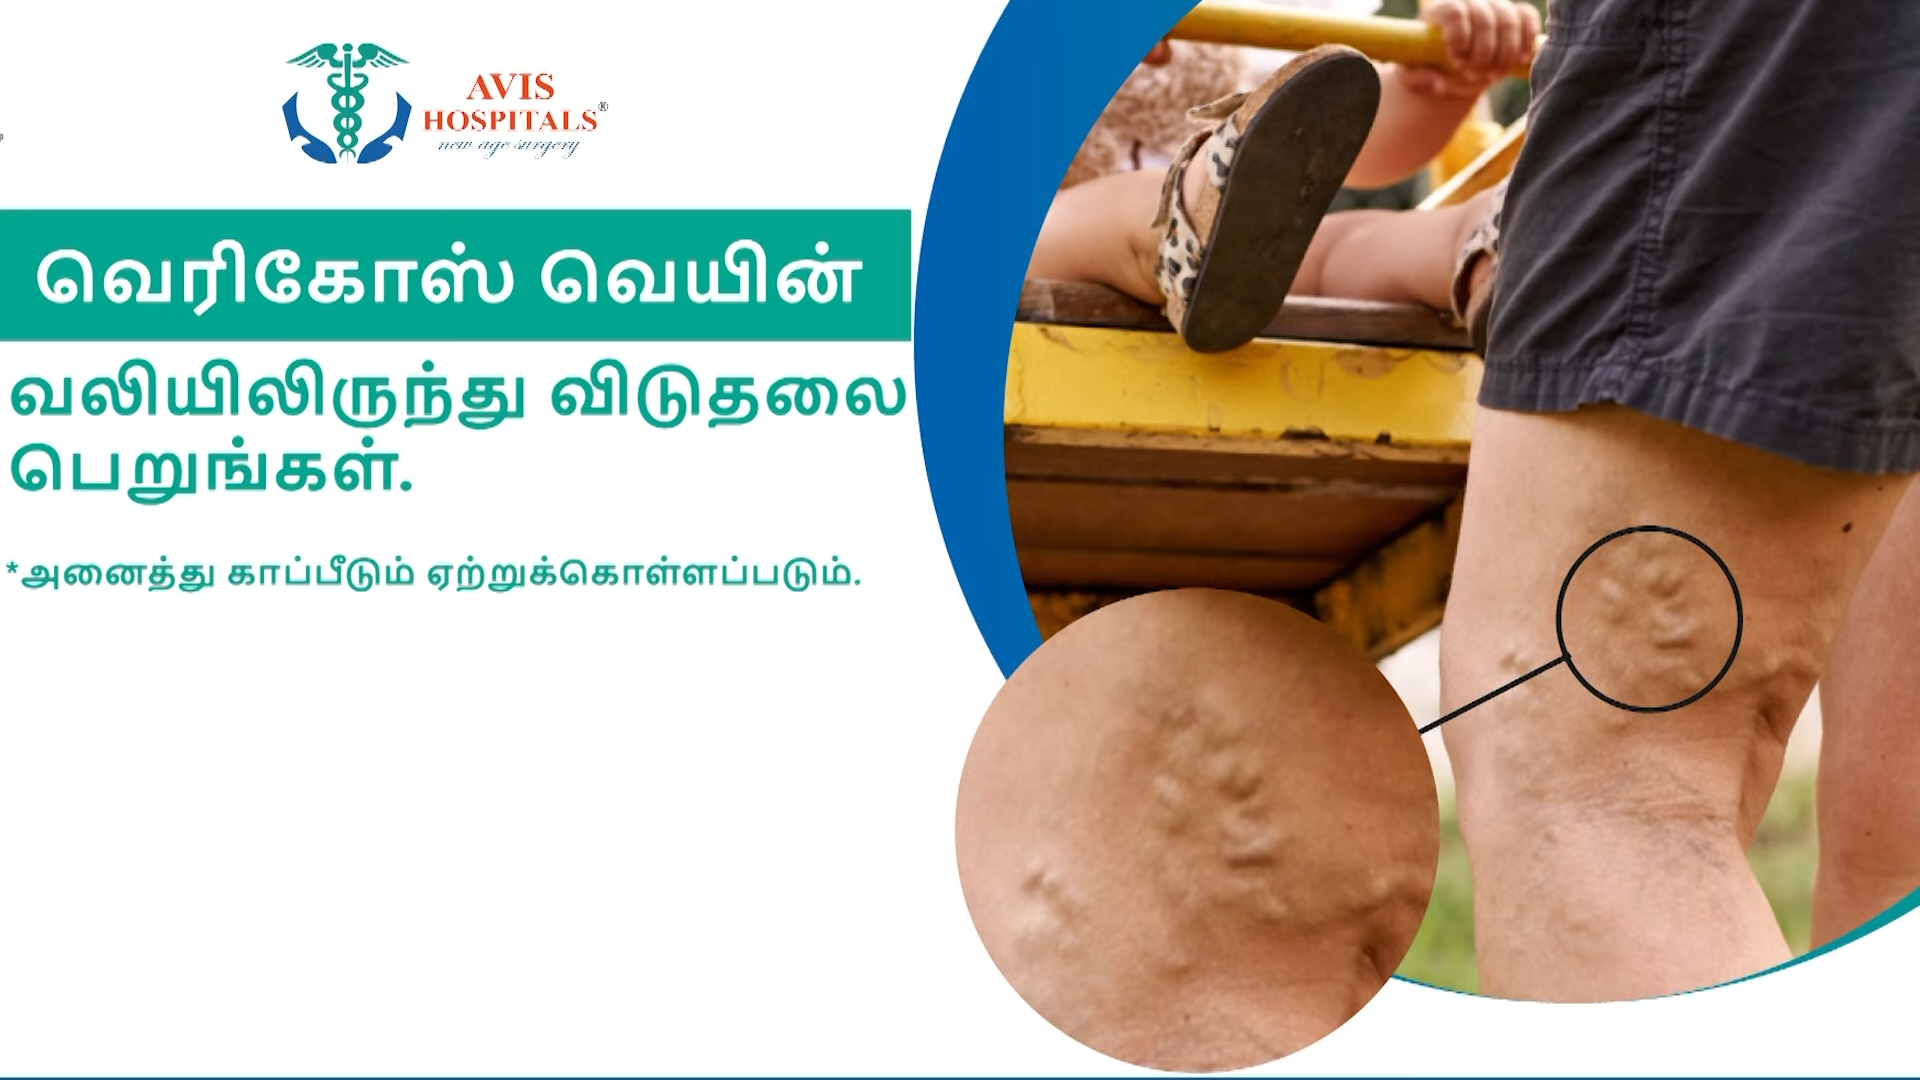 AVIS
HOSPITALS®
new age surgery
வெரிகோஸ் வெயின்
வலியிலிருந்து விடுதலை
பெறுங்கள்.
*அனைத்து காப்பீடும் ஏற்றுக்கொள்ளப்படும்.